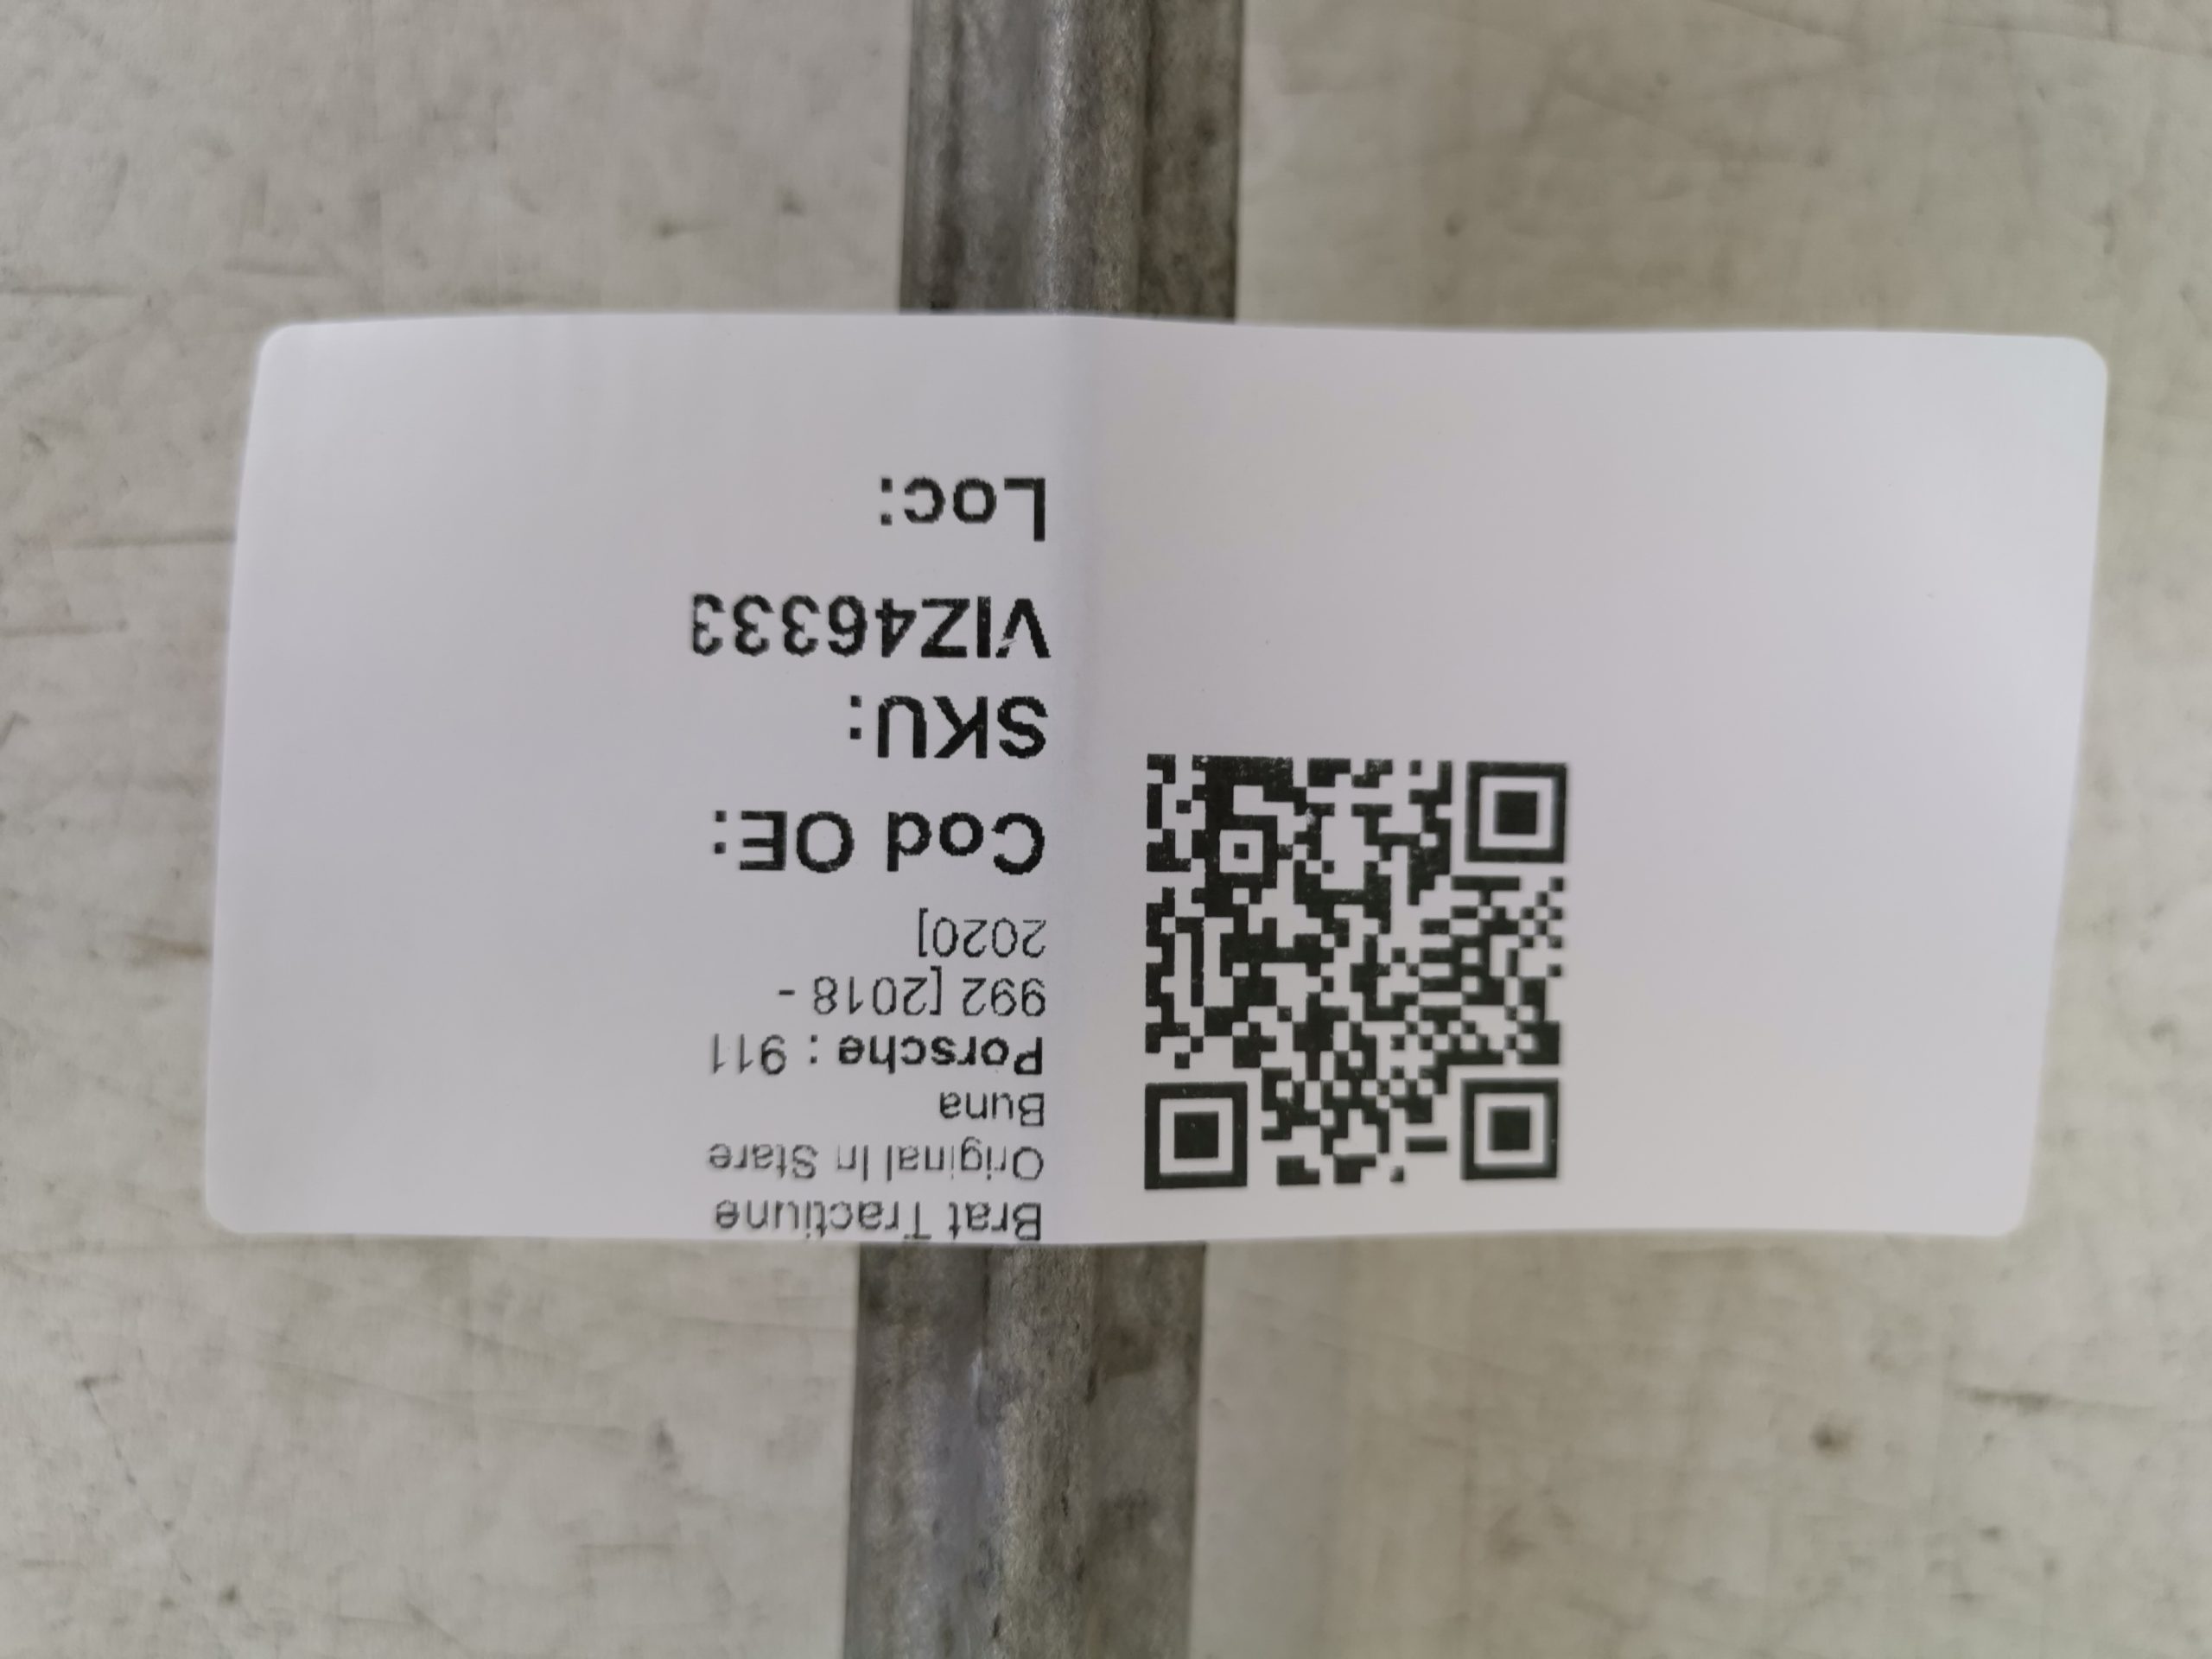 Brat Tractiune
Original In Stare
Buna
Porsche : 911
992 [2018 -
2020]
Cod OE:
SKU:
VIZ46333
Loc: